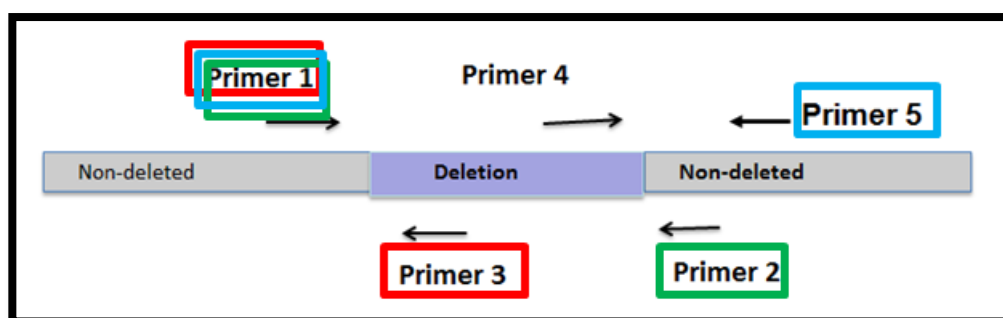 Primer 1
Primer 4
Primer 5
Non-deleted
Deletion
Non-deleted
Primer 3
Primer 2